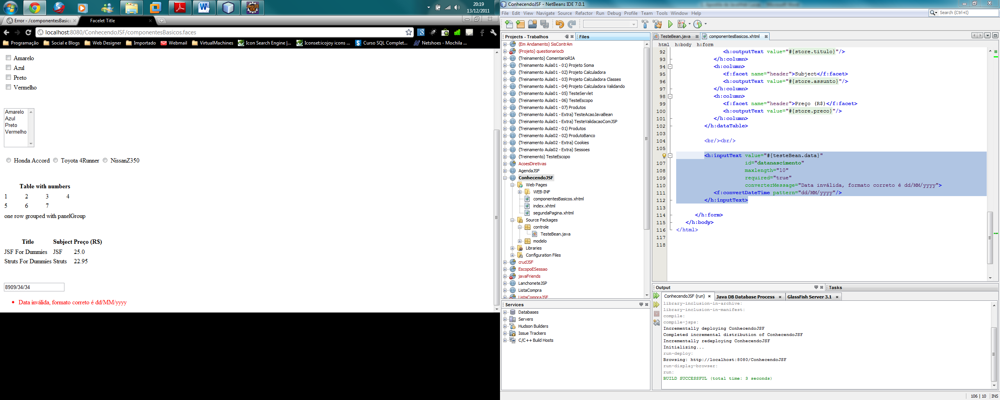 20:19
13/12/2011
Error - /componentesBasicc
Facelet Title
localhost:8080/ConhecendoJSF/componentesBasicos.faces
Programação
Social e Blogs
Web Designer
Importado
Webmail
VirtualMachines
Icon Search Engine |...
Iconset:icojoy icons ...
Curso SQL Complet...
Netshoes - Mochila ...
Amarelo
Azul
Preto
Vermelho
Amarelo
Azul
Preto
Vermelho
Honda Accord Toyota 4Runner NissanZ350
Table with numbers
1 2 3 4
5 6 7
one row grouped with panelGroup
Title Subject Preço (R$)
JSF For Dummies JSF 25.0
Struts For Dummies Struts 22.95
8909/34/34
Data inválida, formato correto é dd/MM/yyyy
ConhecendoJSF - NetBeans IDE 7.0.1
File Edit View Navigate Source Refactor Run Debug Profile Team Tools Window Help
Search (Ctrl+I)
Projects - Trabalhos
Files
(Em Andamento) SisContrAm
(Projeto) questionariocb
(Treinamento) ComentarioRIA
(Treinamento Aula01 - 01) Projeto Soma
(Treinamento Aula01 - 02) Projeto Calculadora
(Treinamento Aula01 - 03) Projeto Calculadora Classes
(Treinamento Aula01 - 04) Projeto Calculadora Validando
(Treinamento Aula01 - 05) TesteServlet
(Treinamento Aula01 - 06) TesteEscopo
(Treinamento Aula01 - 07) Produtos
(Treinamento Aula01 - Extra) TesteAcaoJavaBean
(Treinamento Aula01 - Extra) TesteValidacaoComJSP
(Treinamento Aula02 - 01) Produtos
(Treinamento Aula02 - 02) ProdutoBanco
(Treinamento Aula02 - Extra) Cookies
(Treinamento Aula02 - Extra) Sessoes
(Treinemento) TesteEscopo
AcoesDiretivas
AgendaJSF
ConhecendoJSF
Web Pages
WEB-INF
componentesBasicos.xhtml
index.xhtml
segundaPagina.xhtml
Source Packages
controle
TesteBean.java
modelo
Libraries
Configuration Files
crudJSF
EscopoESessao
javaFriends
LanchoneteJSP
ListaCompra
ListaCompraJSF
Services
Databases
Servers
Hudson Builders
Issue Trackers
C/C++ Build Hosts
TesteBean.java
componentesBasicos.xhtml
html h:body h:form
92 <h:outputText value="#{store.titulo}"/>
93 </h:column>
94 <h:column>
95 <f:facet name="header">Subject</f:facet>
96 <h:outputText value="#{store.assunto}"/>
97 </h:column>
98 <h:column>
99 <f:facet name="header">Preço (R$)</f:facet>
100 <h:outputText value="#{store.preco}"/>
101 </h:column>
102 </h:dataTable>
103
104 <br/><br/>
105
<h:inputText value="#{testeBean.data}"
107 id="datanascimento"
108 maxlength="10"
109 required="true"
110 converterMessage="Data inválida, formato correto é dd/MM/yyyy">
111 <f:convertDateTime pattern="dd/MM/yyyy"/>
112 </h:inputText>
113
114 </h:form>
115 </h:body>
116 </html>
117
118
Output
Tasks
ConhecendoJSF (run)
Java DB Database Process
GlassFish Server 3.1
library-inclusion-in-archive:
library-inclusion-in-manifest:
compile:
compile-jsps:
Incrementally deploying ConhecendoJSF
Completed incremental distribution of ConhecendoJSF
Incrementally redeploying ConhecendoJSF
Initializing...
run-deploy:
Browsing: http://localhost:8080/ConhecendoJSF
run-display-browser:
run:
BUILD SUCCESSFUL (total time: 3 seconds)
106 | 10 INS